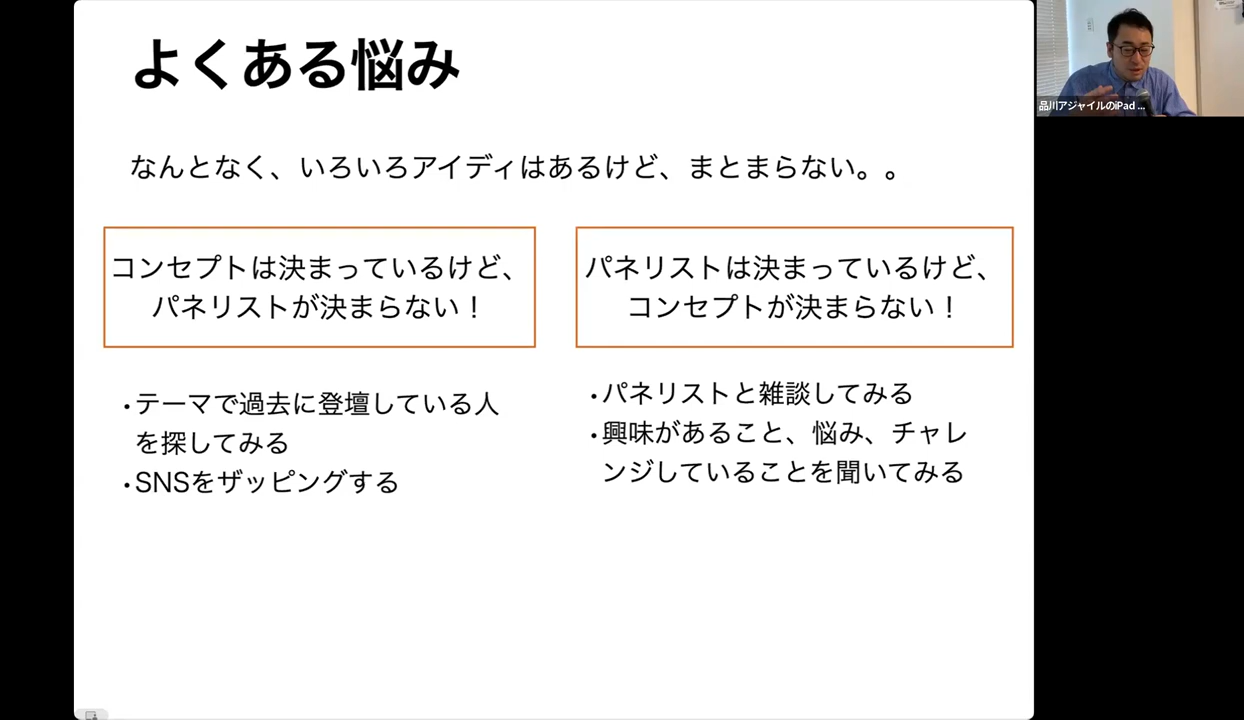 よくある悩み
なんとなく、いろいろアイディはあるけど、まとまらない。。
コンセプトは決まっているけど、
パネリストが決まらない！
・テーマで過去に登壇している人
を探してみる
・SNSをザッピングする
パネリストは決まっているけど、
コンセプトが決まらない！
・パネリストと雑談してみる
・興味があること、悩み、チャレ
ンジしていることを聞いてみる
品川アジャイルのiPad ...